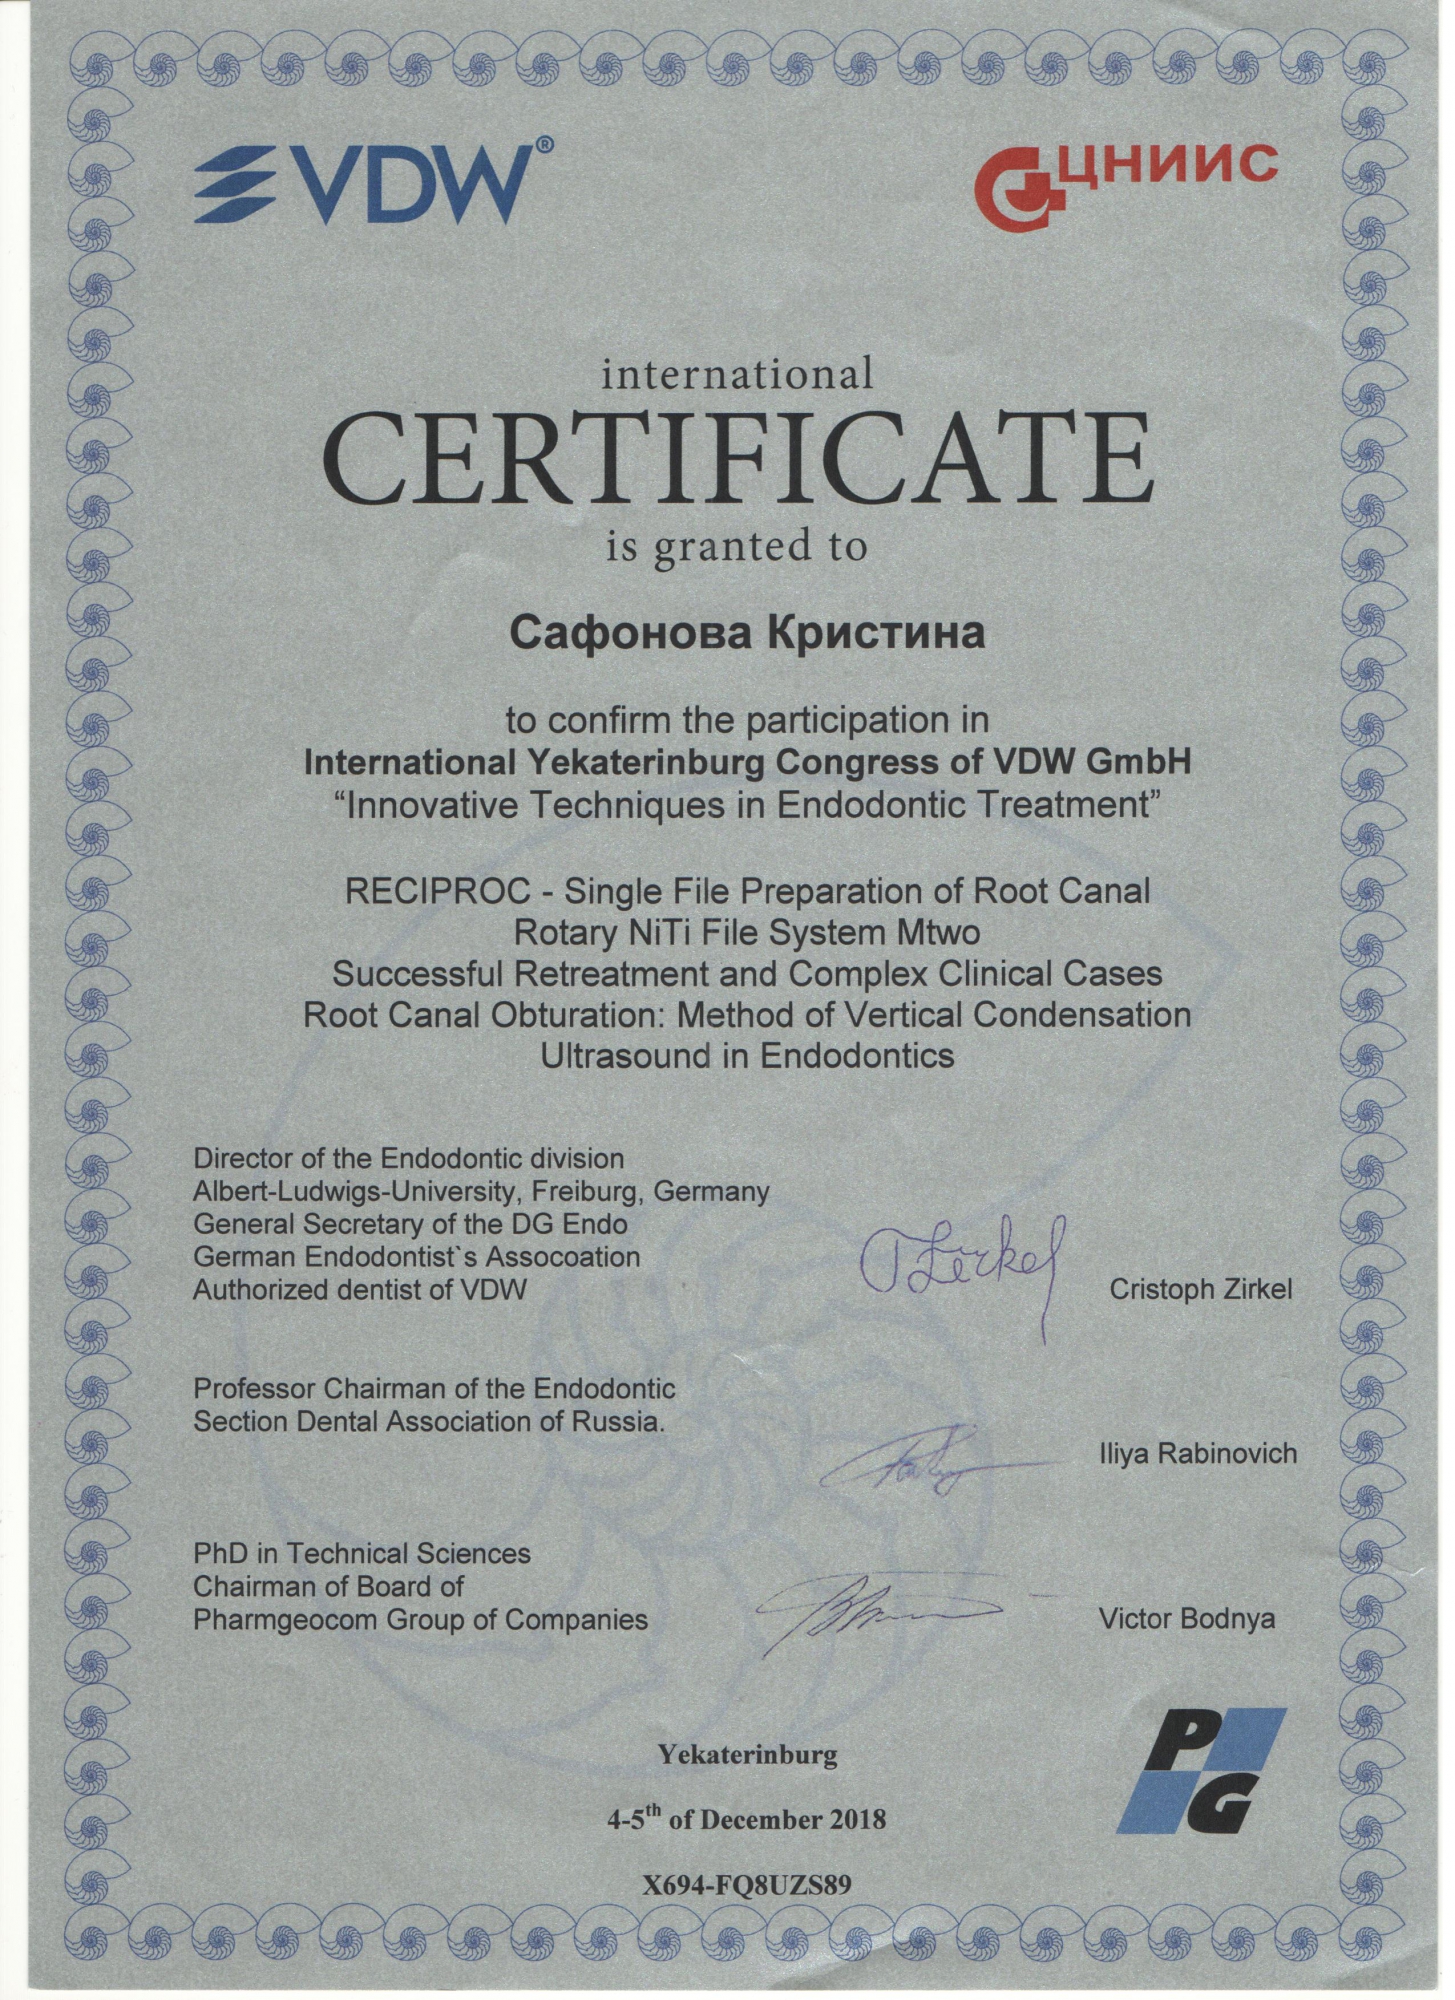 VDW®
ЦНИИС
international
CERTIFICATE
is granted to
Сафонова Кристина
to confirm the participation in
International Yekaterinburg Congress of VDW GmbH
“Innovative Techniques in Endodontic Treatment”
RECIPROC - Single File Preparation of Root Canal
Rotary NiTi File System Mtwo
Successful Retreatment and Complex Clinical Cases
Root Canal Obturation: Method of Vertical Condensation
Ultrasound in Endodontics
Director of the Endodontic division
Albert-Ludwigs-University, Freiburg, Germany
General Secretary of the DG Endo
German Endodontist`s Assocoation
Authorized dentist of VDW
Cristoph Zirkel
Professor Chairman of the Endodontic
Section Dental Association of Russia.
Iliya Rabinovich
PhD in Technical Sciences
Chairman of Board of
Pharmgeocom Group of Companies
Victor Bodnya
PG
Yekaterinburg
4-5th of December 2018
X694-FQ8UZS89